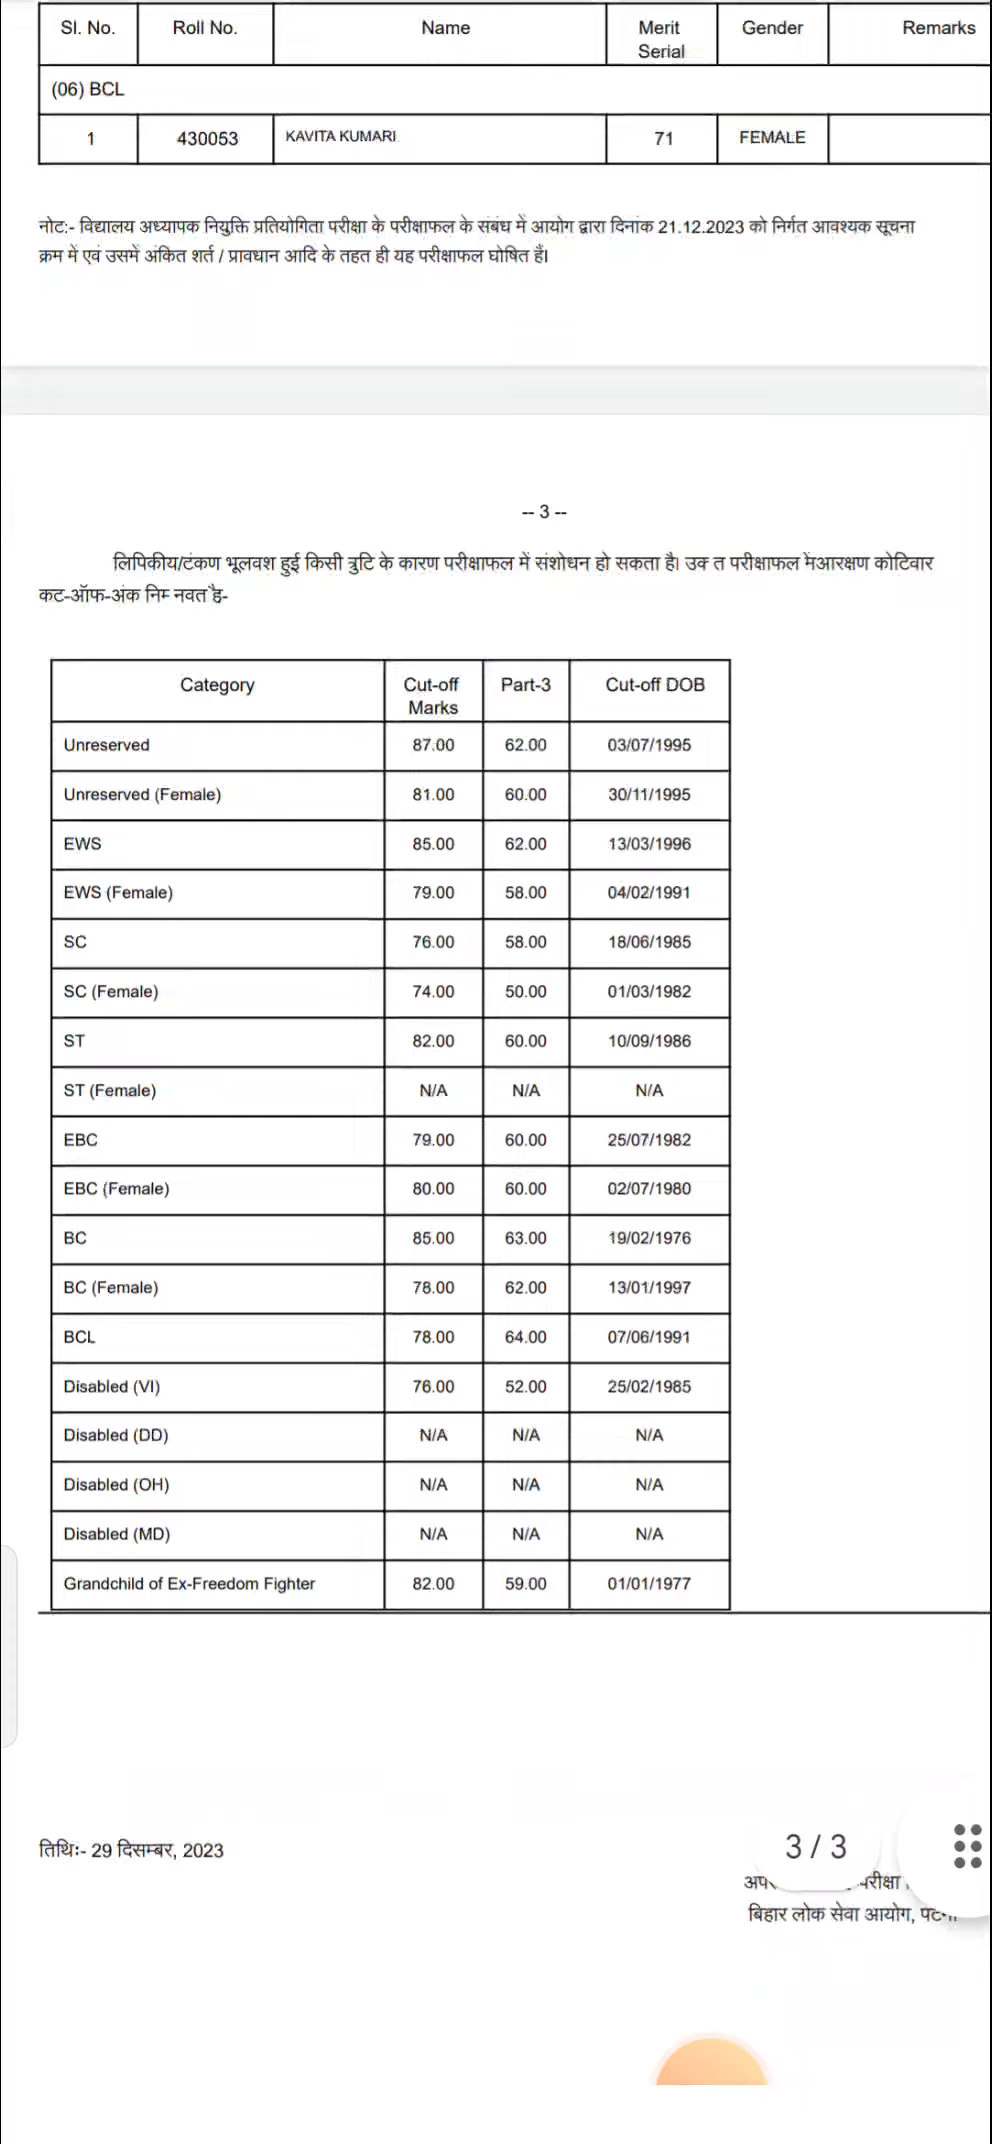 Sl. No. Roll No. Name Merit Serial Gender Remarks
(06) BCL
1 430053 KAVITA KUMARI 71 FEMALE
नोटः- विद्यालय अध्यापक नियुक्ति प्रतियोगिता परीक्षा के परीक्षाफल के संबंध में आयोग द्वारा दिनांक 21.12.2023 को निर्गत आवश्यक सूचना
क्रम में एवं उसमें अंकित शर्त / प्रावधान आदि के तहत ही यह परीक्षाफल घोषित हैं।
-- 3 --
लिपिकीय/टंकण भूलवश हुई किसी त्रुटि के कारण परीक्षाफल में संशोधन हो सकता है। उक्‍ त परीक्षाफल मेंआरक्षण कोटिवार
कट-ऑफ-अंक निम्‍ नवत है-
Category Cut-off Marks Part-3 Cut-off DOB
Unreserved 87.00 62.00 03/07/1995
Unreserved (Female) 81.00 60.00 30/11/1995
EWS 85.00 62.00 13/03/1996
EWS (Female) 79.00 58.00 04/02/1991
SC 76.00 58.00 18/06/1985
SC (Female) 74.00 50.00 01/03/1982
ST 82.00 60.00 10/09/1986
ST (Female) N/A N/A N/A
EBC 79.00 60.00 25/07/1982
EBC (Female) 80.00 60.00 02/07/1980
BC 85.00 63.00 19/02/1976
BC (Female) 78.00 62.00 13/01/1997
BCL 78.00 64.00 07/06/1991
Disabled (VI) 76.00 52.00 25/02/1985
Disabled (DD) N/A N/A N/A
Disabled (OH) N/A N/A N/A
Disabled (MD) N/A N/A N/A
Grandchild of Ex-Freedom Fighter 82.00 59.00 01/01/1977
तिथिः- 29 दिसम्बर, 2023
3 / 3
बिहार लोक सेवा आयोग,